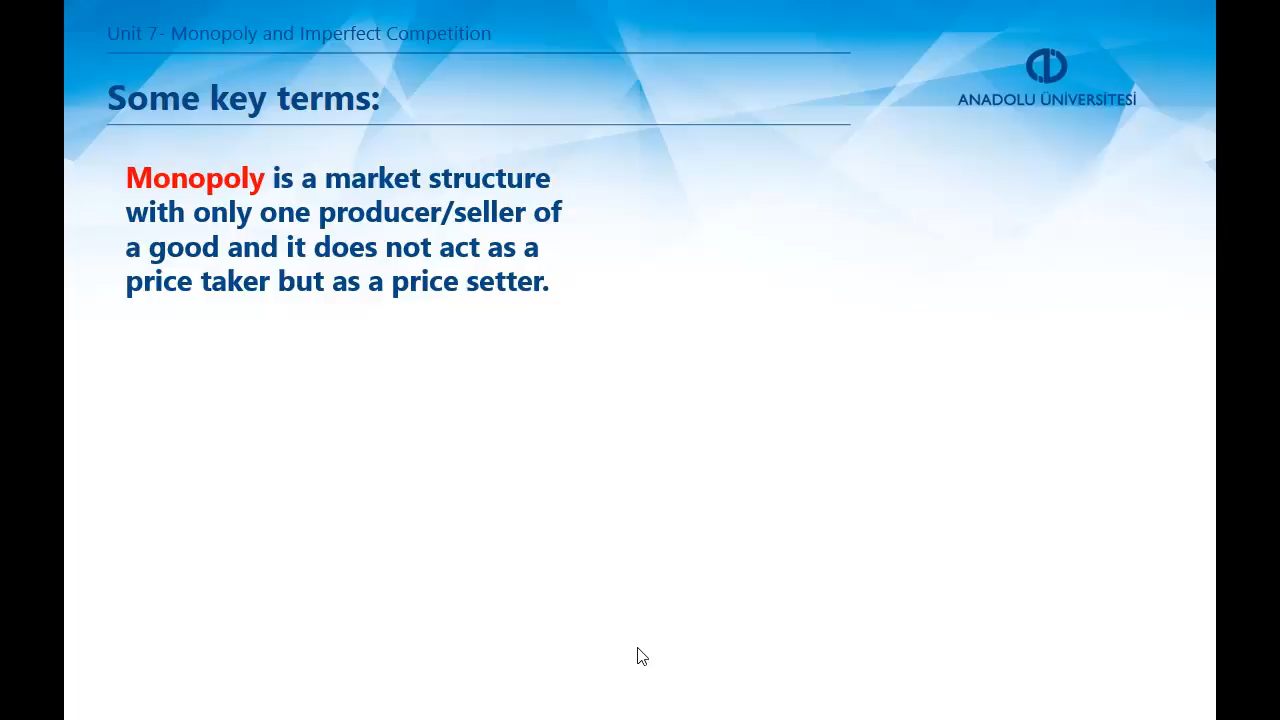 Unit 7- Monopoly and Imperfect Competition
Some key terms:
ANADOLU ÜNİVERSİTESİ
Monopoly is a market structure
with only one producer/seller of
a good and it does not act as a
price taker but as a price setter.